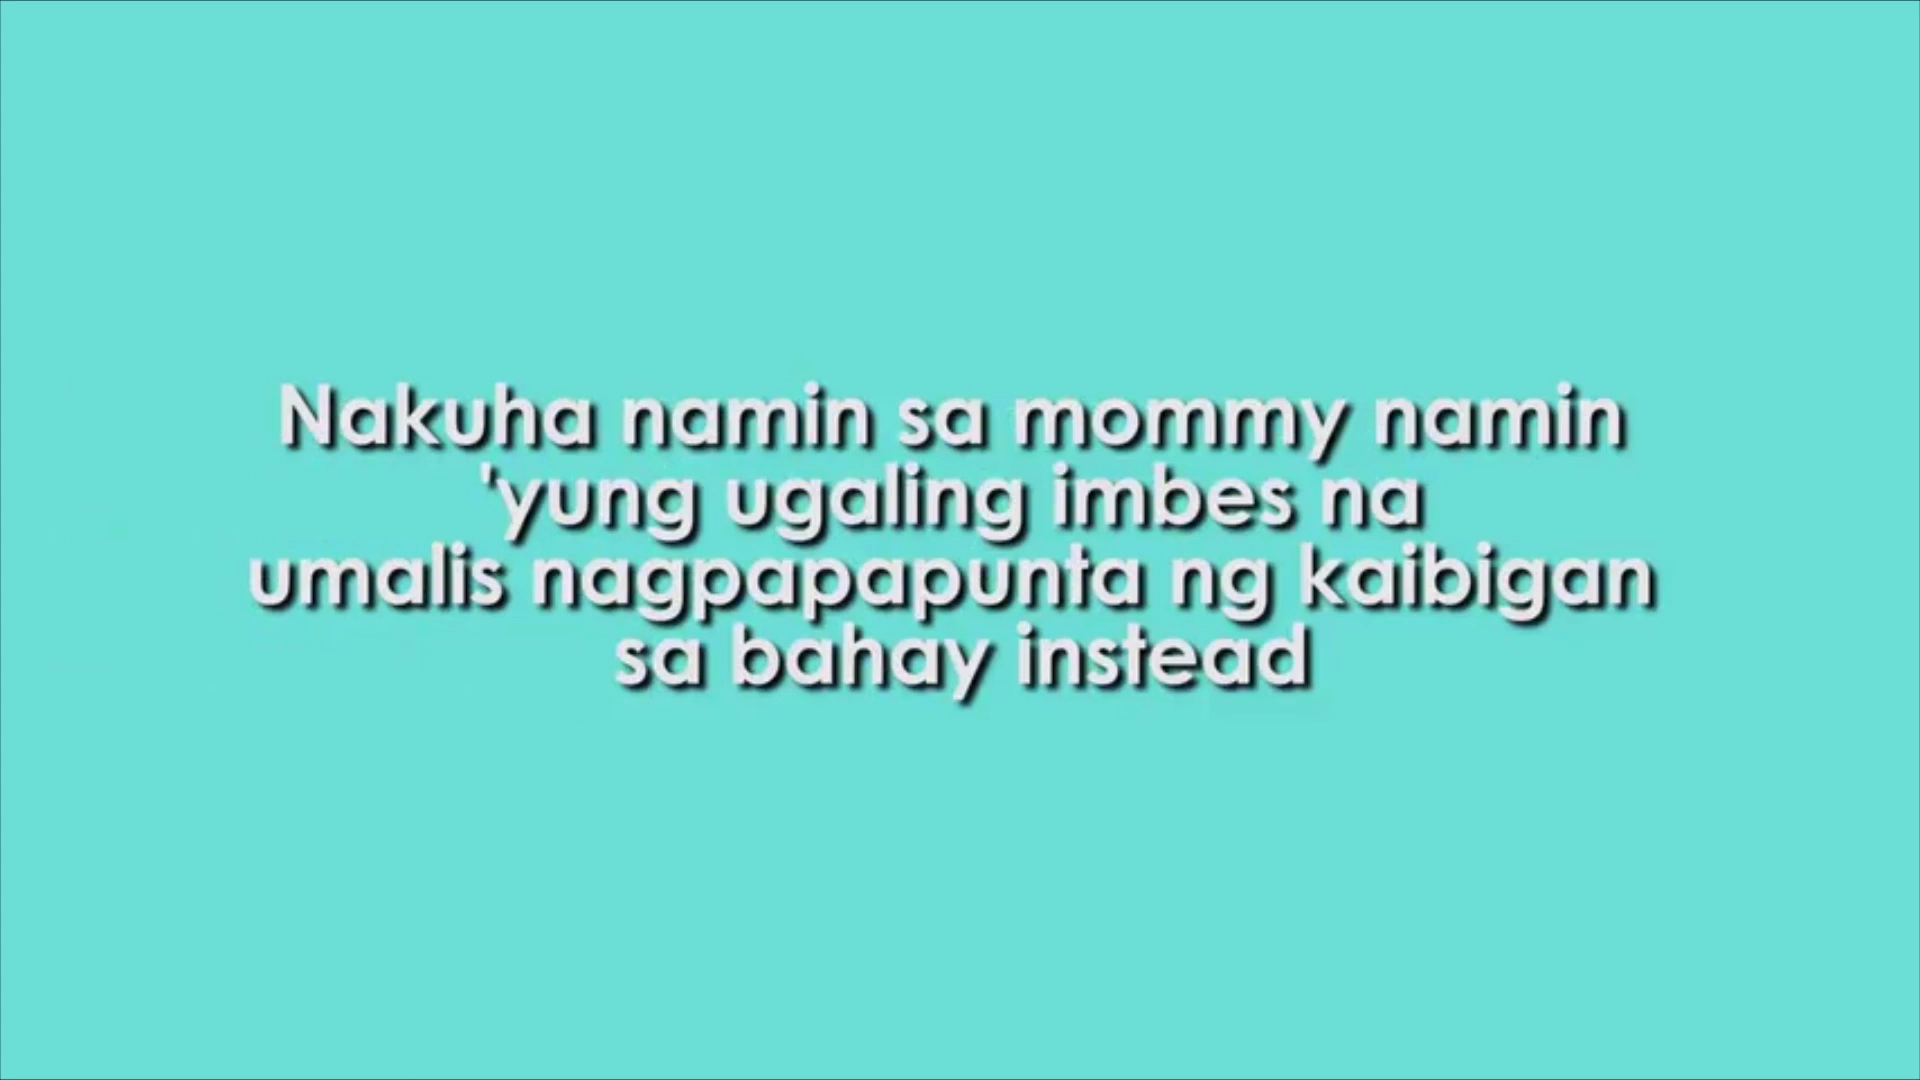 Nakuha namin sa mommy namin
'yung ugaling imbes na
umalis nagpapapunta ng kaibigan
sa bahay instead